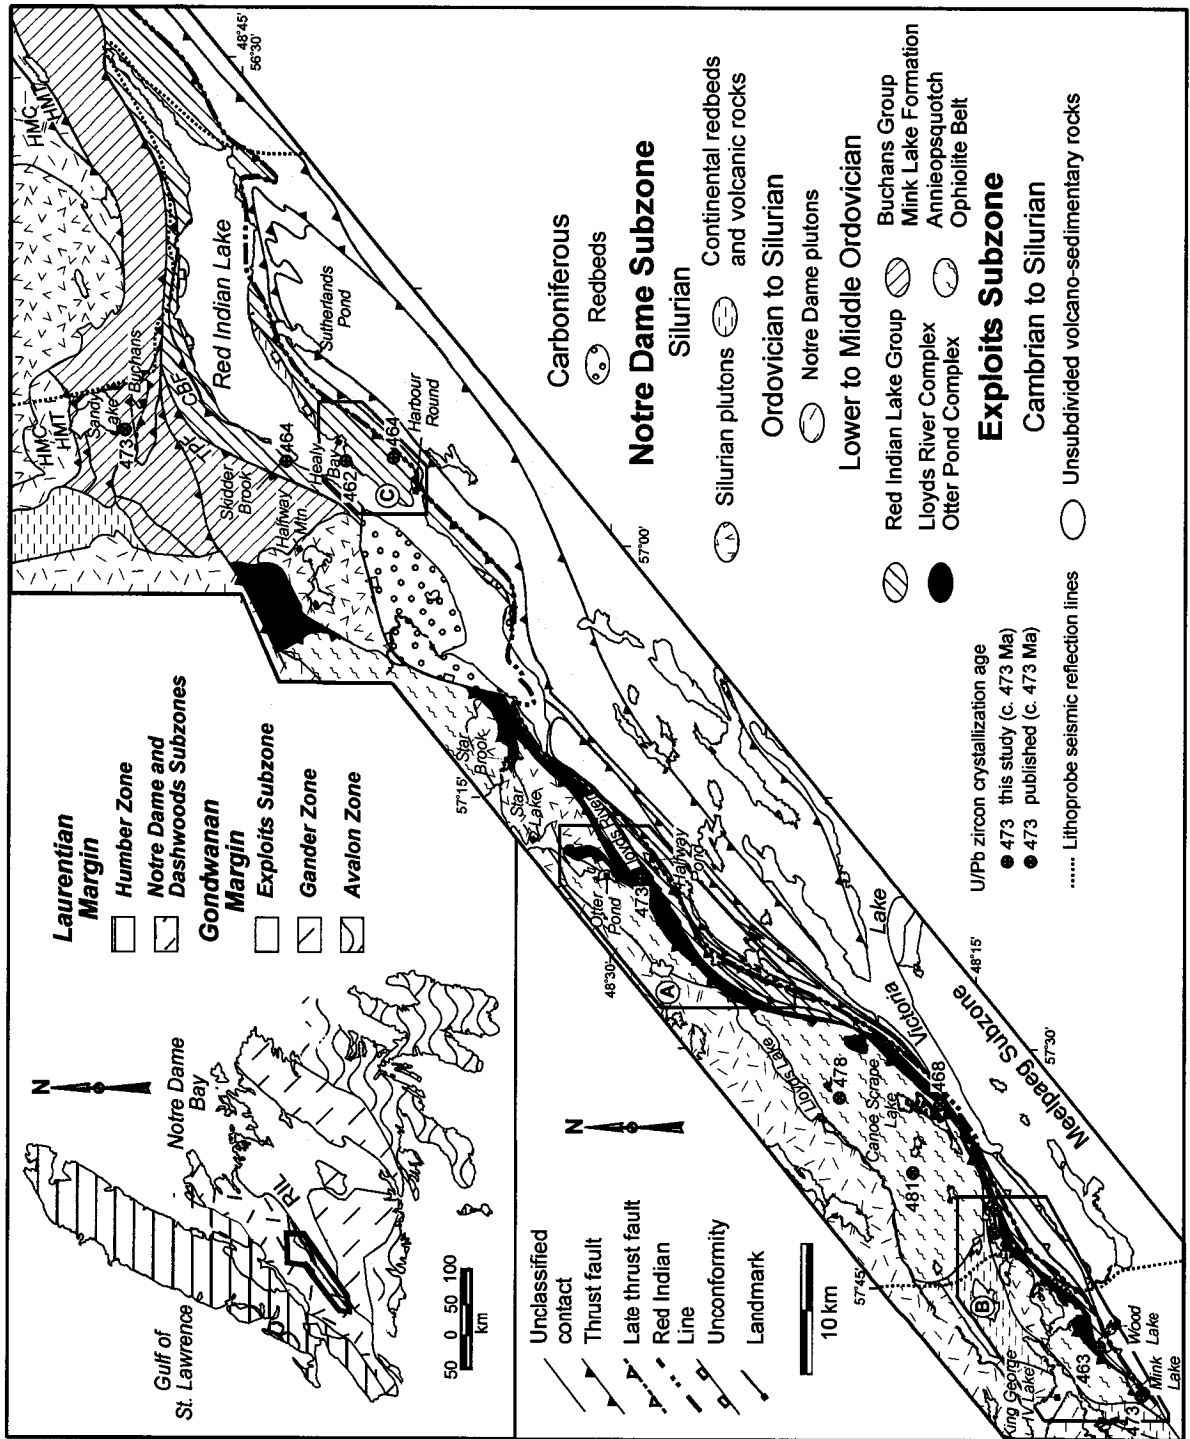 Laurentian
Margin
Humber Zone
Notre Dame and
Dashwoods Subzones
Gondwanan
Margin
Exploits Subzone
Gander Zone
Avalon Zone
N
Notre Dame
Bay
Gulf of
St. Lawrence
RIL
50 0 50 100
km
Unclassified
contact
Thrust fault
Late thrust fault
Red Indian
Line
Unconformity
Landmark
N
10 km
HMC
HMT
HMC
HMT
48°45'
56°30'
Sandy
Lake
473
Buchans
Red Indian Lake
CBF
Skidder
Brook
464
Halfway
Mtn.
Healy
Bay
462
464
C
Harbour
Round
Sutherlands
Pond
57°00'
57°15'
Star
Brook
Star
Lake
Lloyds River
Otter
Pond
473
Halfway
Pond
48°30'
A
Lloyds Lake
478
Canoe Scrape
Lake
468
481
Victoria
Lake
48°15'
Meelpaeg Subzone
57°30'
57°45'
B
King George
IV Lake
463
Wood
Lake
473
Mink
Lake
Carboniferous
Redbeds
Notre Dame Subzone
Silurian
Silurian plutons
Continental redbeds
and volcanic rocks
Ordovician to Silurian
Notre Dame plutons
Lower to Middle Ordovician
Red Indian Lake Group
Buchans Group
Mink Lake Formation
Lloyds River Complex
Otter Pond Complex
Annieopsquotch
Ophiolite Belt
Exploits Subzone
Cambrian to Silurian
Unsubdivided volcano-sedimentary rocks
U/Pb zircon crystallization age
473 this study (c. 473 Ma)
473 published (c. 473 Ma)
Lithoprobe seismic reflection lines